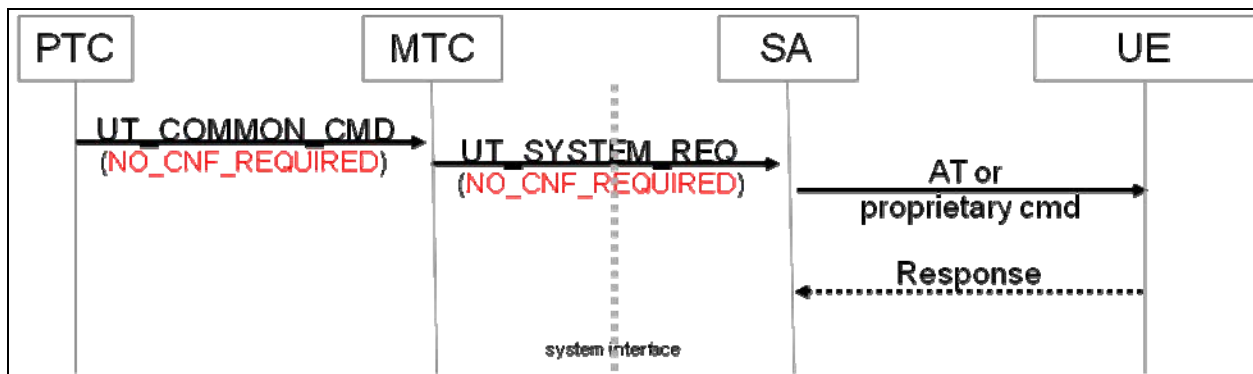 PTC MTC SA UE
UT_COMMON_CMD
(NO_CNF_REQUIRED)
UT_SYSTEM_REQ
(NO_CNF_REQUIRED)
AT or
proprietary cmd
Response
system interface